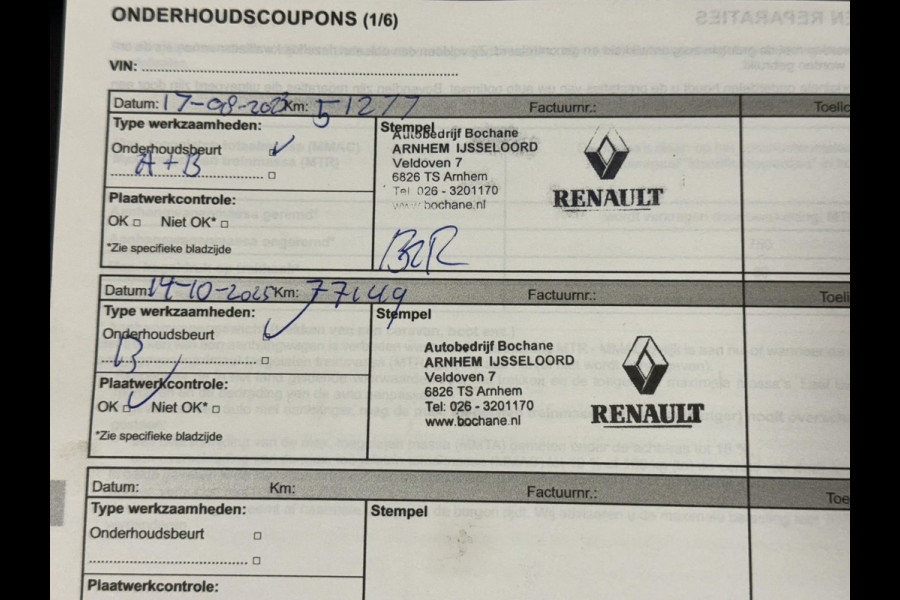 ONDERHOUDSCOUPONS (1/6)
VIN:
Datum: 17-08-2023 Km: 51277 Factuurnr.:
Type werkzaamheden:
Onderhoudsbeurt
A+B
Plaatwerkcontrole:
OK □ Niet OK* □
*Zie specifieke bladzijde
Stempel
Autobedrijf Bochane
ARNHEM IJSSELOORD
Veldoven 7
6826 TS Arnhem
Tel: 026 - 3201170
www.bochane.nl
RENAULT
Datum: 14-10-2025 Km: 77149 Factuurnr.:
Type werkzaamheden:
Onderhoudsbeurt
B
Plaatwerkcontrole:
OK □ Niet OK* □
*Zie specifieke bladzijde
Stempel
Autobedrijf Bochane
ARNHEM IJSSELOORD
Veldoven 7
6826 TS Arnhem
Tel: 026 - 3201170
www.bochane.nl
RENAULT
Datum: Km: Factuurnr.:
Type werkzaamheden:
Onderhoudsbeurt □
□
Plaatwerkcontrole:
Stempel